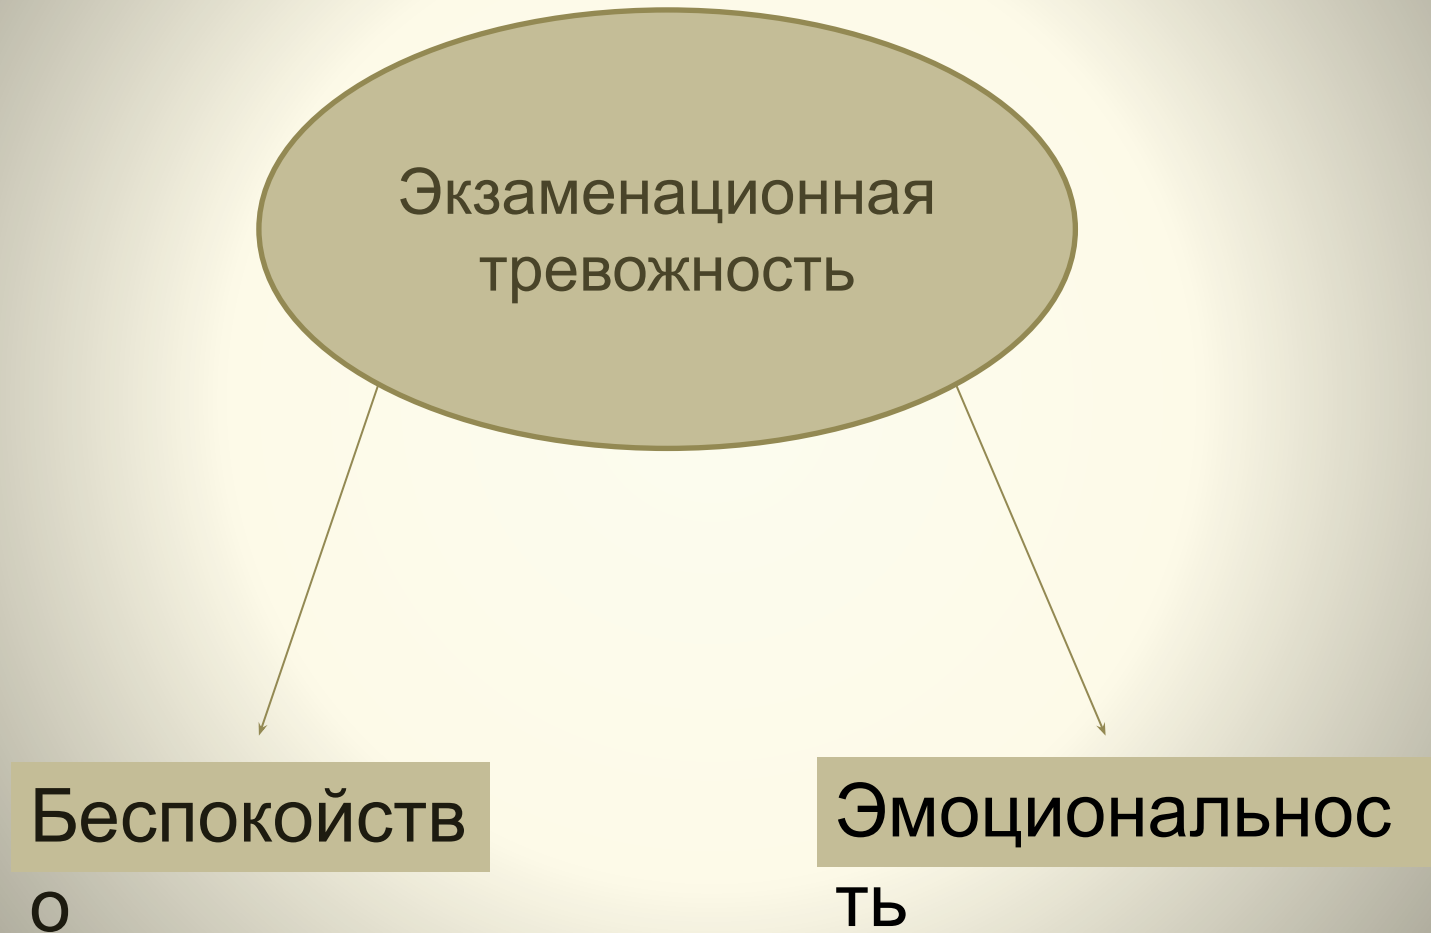 Экзаменационная
тревожность
Беспокойств
о
Эмоциональнос
ть